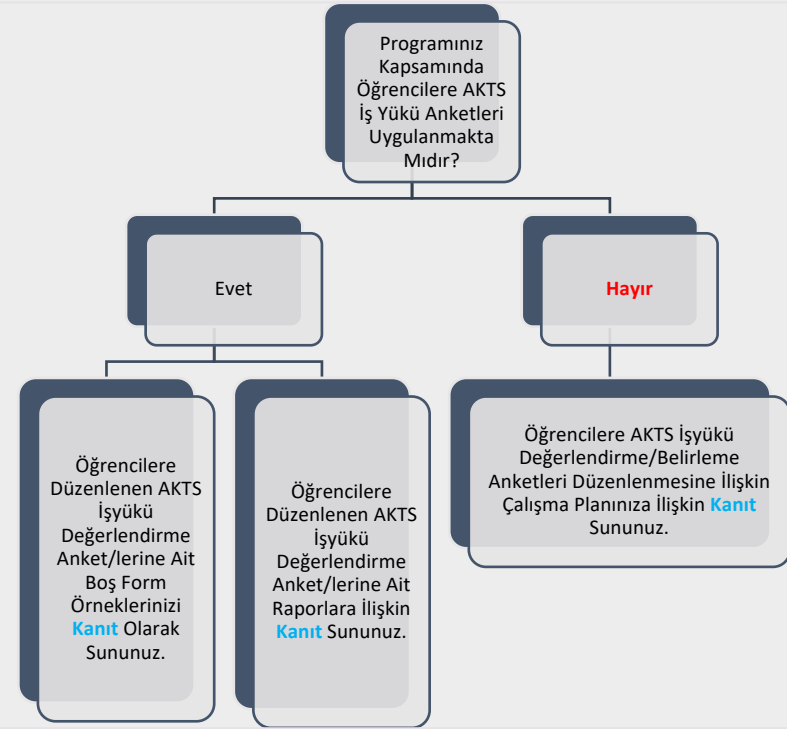 Programınız
Kapsamında
Öğrencilere AKTS
İş Yükü Anketleri
Uygulanmakta
Mıdır?
Evet
Hayır
Öğrencilere
Düzenlenen AKTS
İşyükü
Değerlendirme
Anket/lerine Ait
Boş Form
Örneklerinizi
Kanıt Olarak
Sununuz.
Öğrencilere
Düzenlenen AKTS
İşyükü
Değerlendirme
Anket/lerine Ait
Raporlara İlişkin
Kanıt Sununuz.
Öğrencilere AKTS İşyükü
Değerlendirme/Belirleme
Anketleri Düzenlenmesine İlişkin
Çalışma Planınıza İlişkin Kanıt
Sununuz.